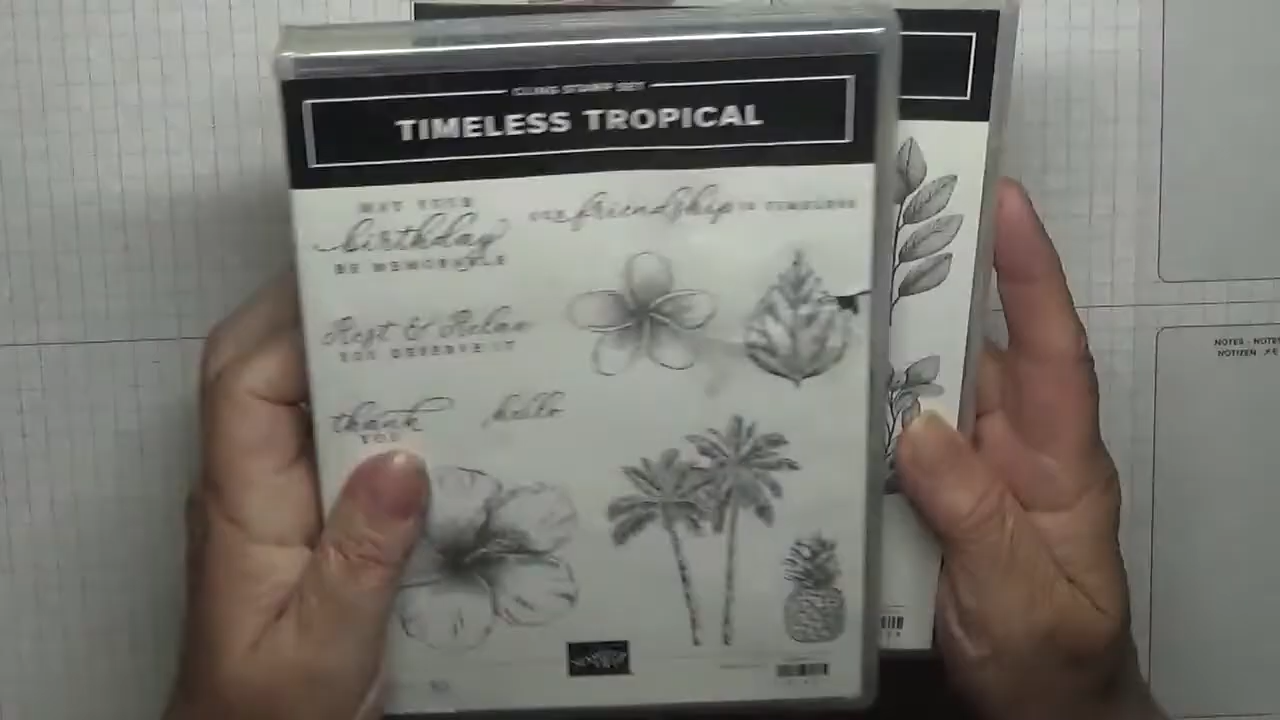 CLING STAMP SET
TIMELESS TROPICAL
MAY YOUR
birthday
BE MEMORABLE
OUR friendship IS TIMELESS
Rest & Relax
YOU DESERVE IT
thank
YOU
hello
NOTES • NOTE
NOTIZEN